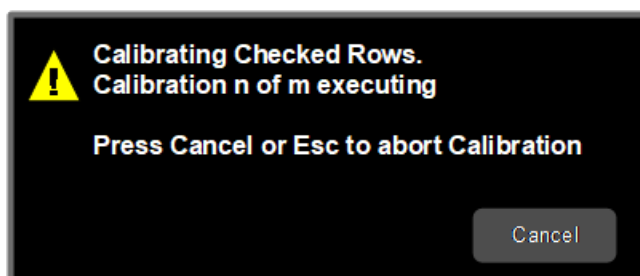 Calibrating Checked Rows.
Calibration n of m executing
Press Cancel or Esc to abort Calibration
Cancel